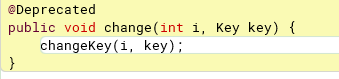 @Deprecated
public void change(int i, Key key) {
    changeKey(i, key);
}